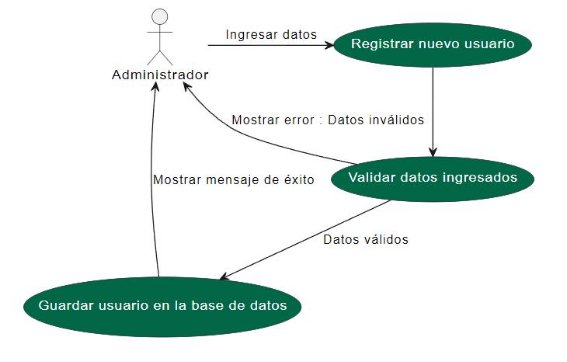 Ingresar datos
Registrar nuevo usuario
Administrador
Mostrar error : Datos inválidos
Validar datos ingresados
Mostrar mensaje de éxito
Datos válidos
Guardar usuario en la base de datos